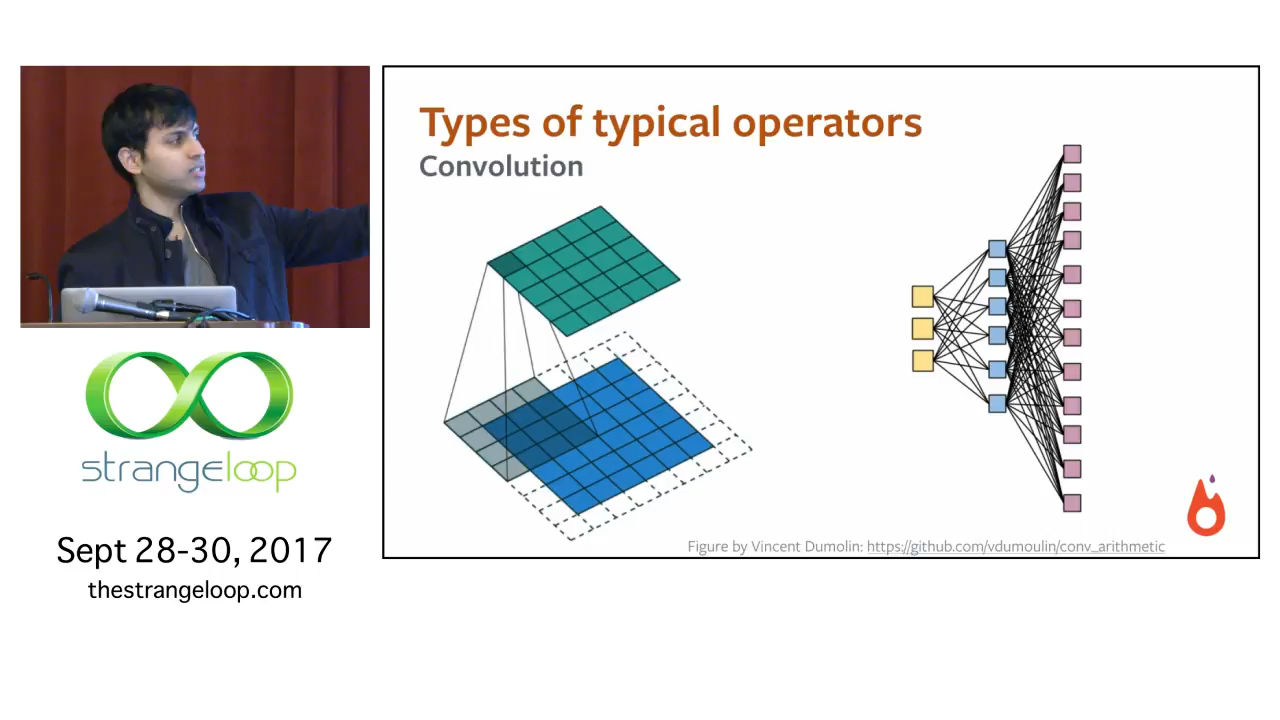 Types of typical operators
Convolution
strangeloop
Sept 28-30, 2017
thestrangeloop.com
Figure by Vincent Dumolin: https://github.com/vdumoulin/conv_arithmetic